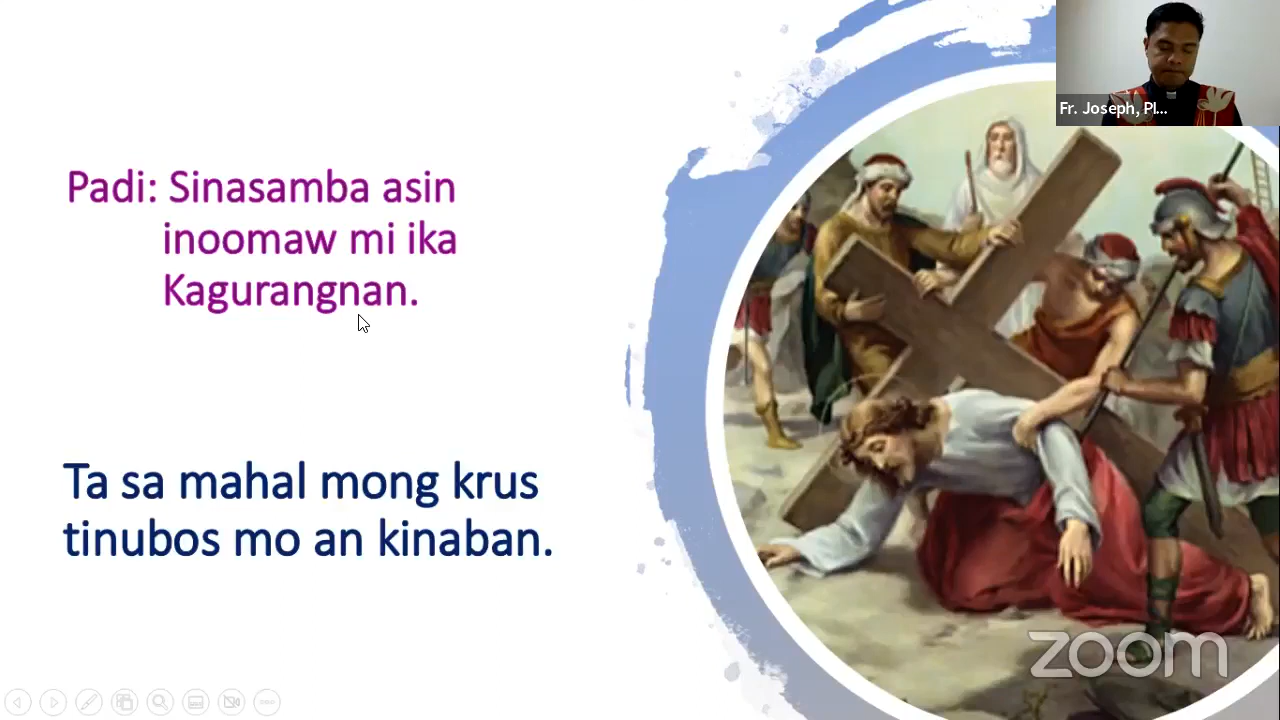 Fr. Joseph, Pl...
Padi: Sinasamba asin
inoomaw mi ika
Kagurangnan.
Ta sa mahal mong krus
tinubos mo an kinaban.
zoom